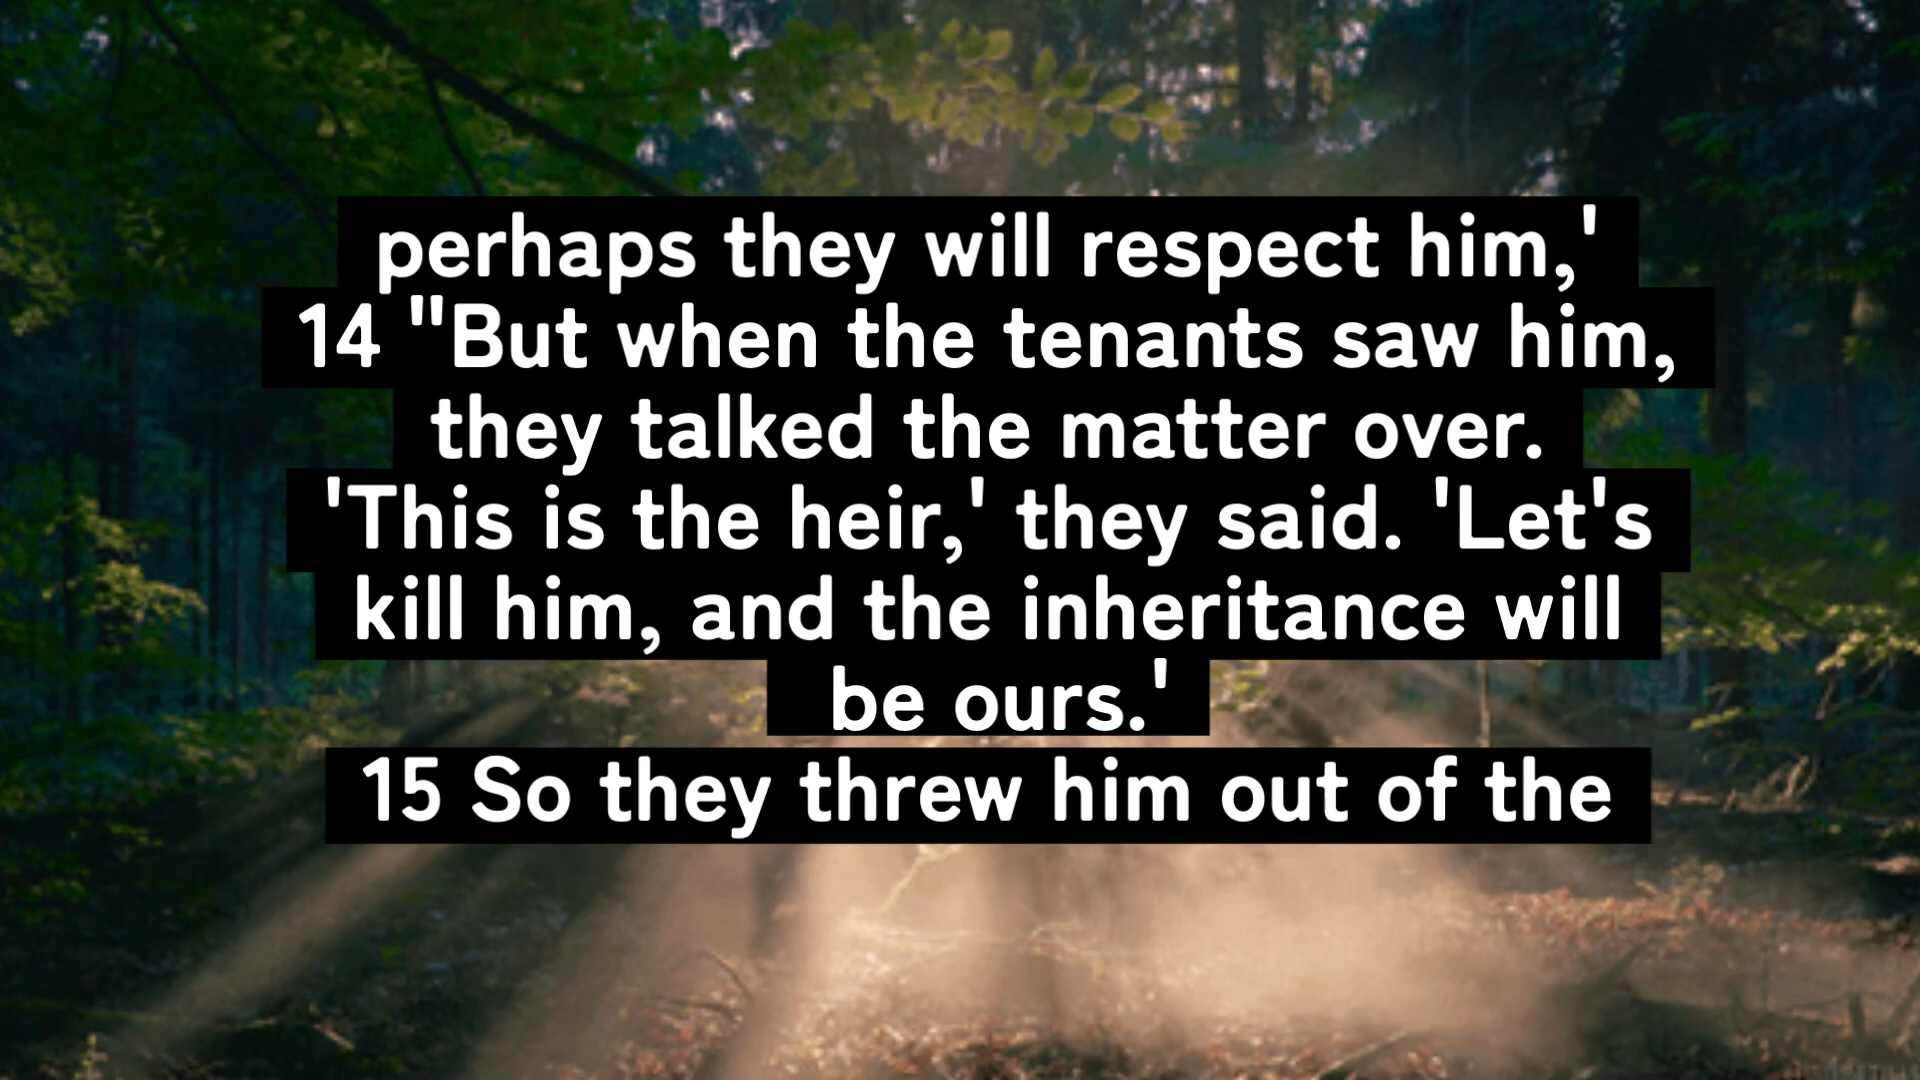 perhaps they will respect him,'
14 "But when the tenants saw him,
they talked the matter over.
'This is the heir,' they said. 'Let's
kill him, and the inheritance will
be ours.'
15 So they threw him out of the